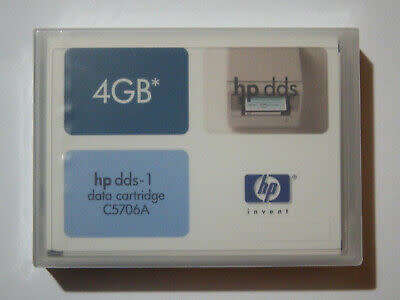 4GB*
hp dds
hp dds-1
data cartridge
C5706A
hp
invent